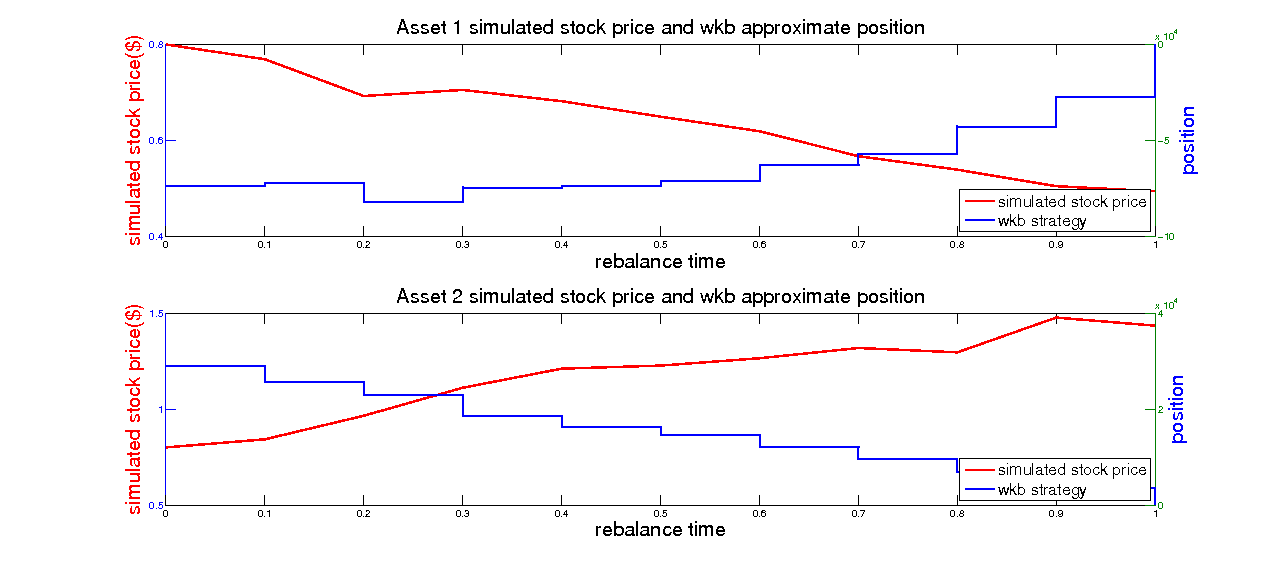 Asset 1 simulated stock price and wkb approximate position
simulated stock price($)
0.8
0.6
0.4
x 10^4
0
-5
-10
position
simulated stock price
wkb strategy
0 0.1 0.2 0.3 0.4 0.5 0.6 0.7 0.8 0.9 1
rebalance time
Asset 2 simulated stock price and wkb approximate position
simulated stock price($)
1.5
1
0.5
x 10^4
4
2
0
position
simulated stock price
wkb strategy
0 0.1 0.2 0.3 0.4 0.5 0.6 0.7 0.8 0.9 1
rebalance time